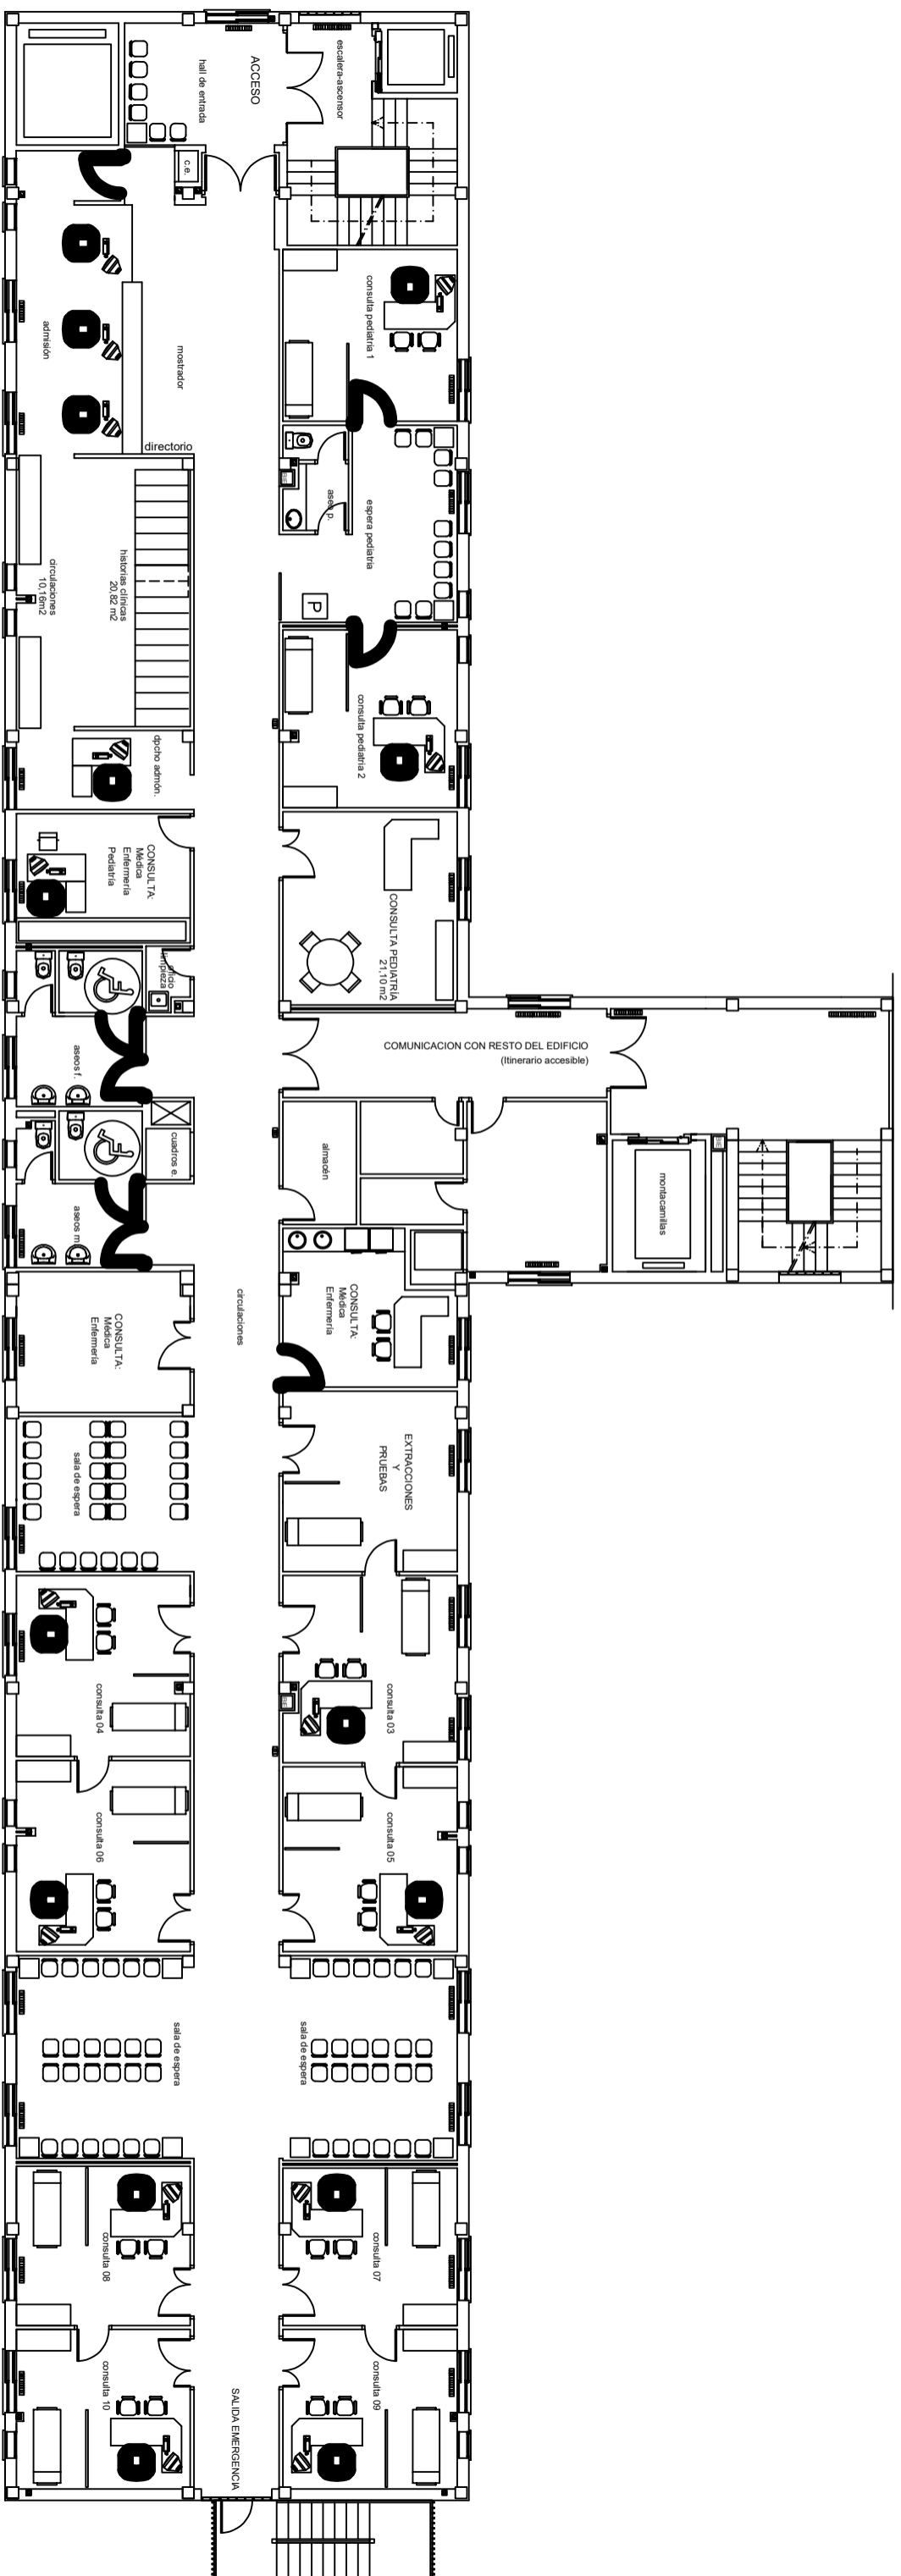 ACCESO
hall de entrada
escalera-ascensor
c.e.
consulta pediatria 1
admisión
mostrador
directorio
aseo p.
espera pediatria
P
historias clínicas
20,82 m2
circulaciones
10,16m2
consulta pediatria 2
dpcho admón.
CONSULTA:
Médica
Enfermería
Pediatría
CONSULTA PEDIATRÍA
21,10 m2
oficio
limpieza
COMUNICACION CON RESTO DEL EDIFICIO
(Itinerario accesible)
aseos f.
cuadros e.
almacén
montacamillas
aseos m
circulaciones
CONSULTA:
Médica
Enfermería
CONSULTA:
Médica
Enfermería
EXTRACCIONES
Y
PRUEBAS
sala de espera
consulta 04
consulta 03
consulta 06
consulta 05
sala de espera
sala de espera
consulta 08
consulta 07
consulta 10
consulta 09
SALIDA EMERGENCIA